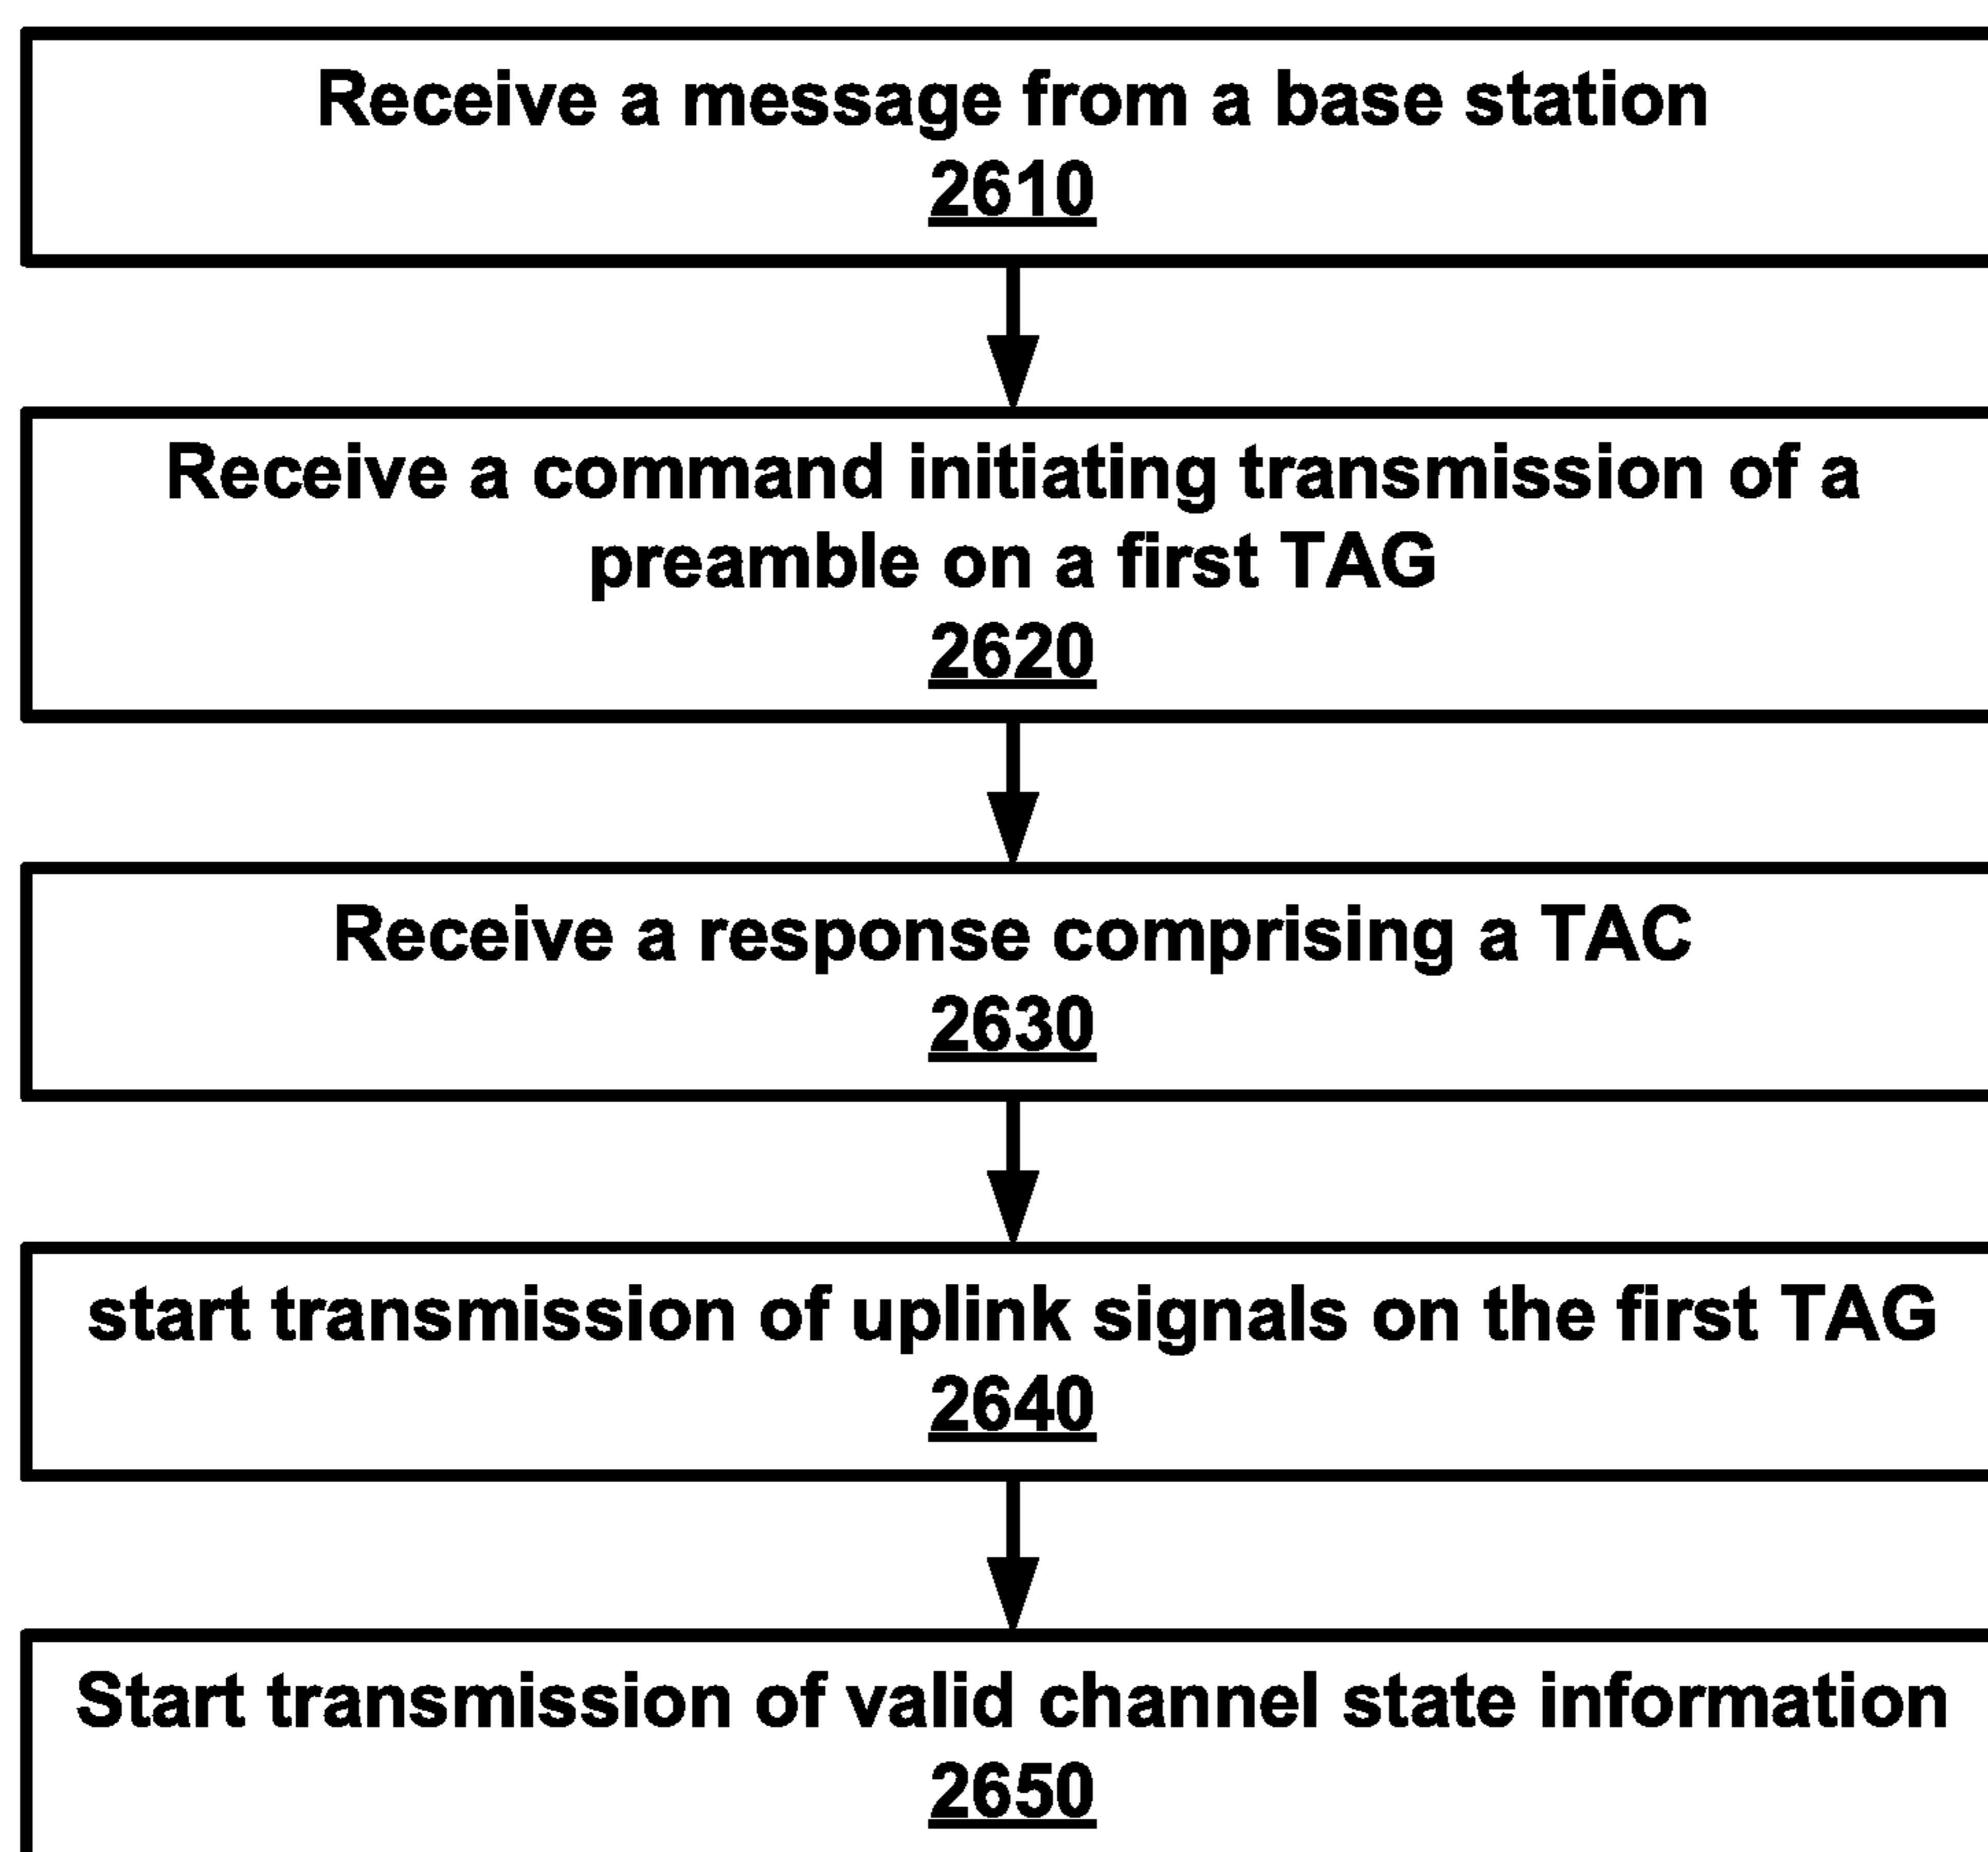 Receive a message from a base station
2610
Receive a command initiating transmission of a
preamble on a first TAG
2620
Receive a response comprising a TAC
2630
start transmission of uplink signals on the first TAG
2640
Start transmission of valid channel state information
2650